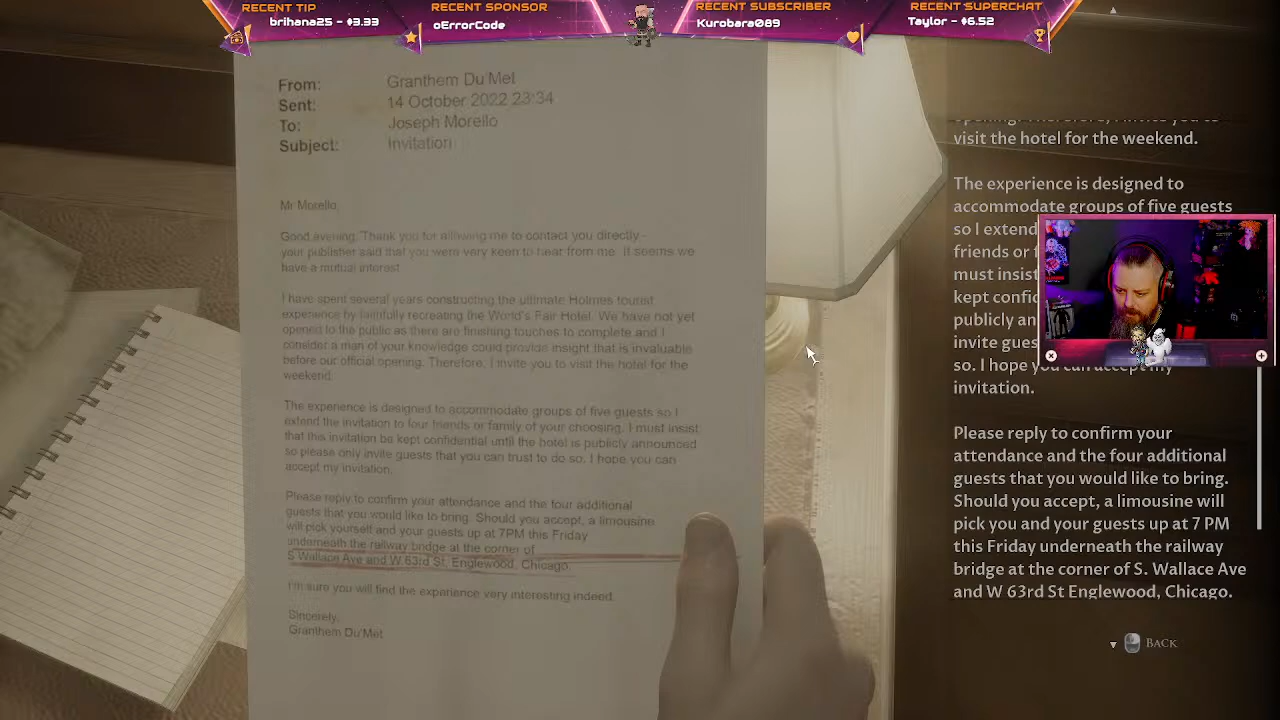 RECENT TIP
brihana25 - $3.33
RECENT SPONSOR
oErrorCode
RECENT SUBSCRIBER
Kurobara089
RECENT SUPERCHAT
Taylor - $6.52
From: Granthem Du'Met
Sent: 14 October 2022 23:34
To: Joseph Morello
Subject: Invitation
Mr Morello,
Good evening. Thank you for allowing me to contact you directly -
your publisher said that you were very keen to hear from me. It seems we
have a mutual interest.
I have spent several years constructing the ultimate Holmes tourist
experience by faithfully recreating the World's Fair Hotel. We have not yet
opened to the public as there are finishing touches to complete and I
consider a man of your knowledge could provide insight that is invaluable
before our official opening. Therefore, I invite you to visit the hotel for the
weekend.
The experience is designed to accommodate groups of five guests so I
extend the invitation to four friends or family of your choosing. I must insist
that this invitation be kept confidential until the hotel is publicly announced
so please only invite guests that you can trust to do so. I hope you can
accept my invitation.
Please reply to confirm your attendance and the four additional
guests that you would like to bring. Should you accept, a limousine
will pick yourself and your guests up at 7PM this Friday
underneath the railway bridge at the corner of
S Wallace Ave and W 63rd St, Englewood, Chicago.
I'm sure you will find the experience very interesting indeed.
Sincerely,
Granthem Du'Met
visit the hotel for the weekend.
The experience is designed to
accommodate groups of five guests
so I extend
friends or
must insist
kept
publicly
invite
so. I hope you can accept my
invitation.
Please reply to confirm your
attendance and the four additional
guests that you would like to bring.
Should you accept, a limousine will
pick you and your guests up at 7 PM
this Friday underneath the railway
bridge at the corner of S. Wallace Ave
and W 63rd St Englewood, Chicago.
BACK